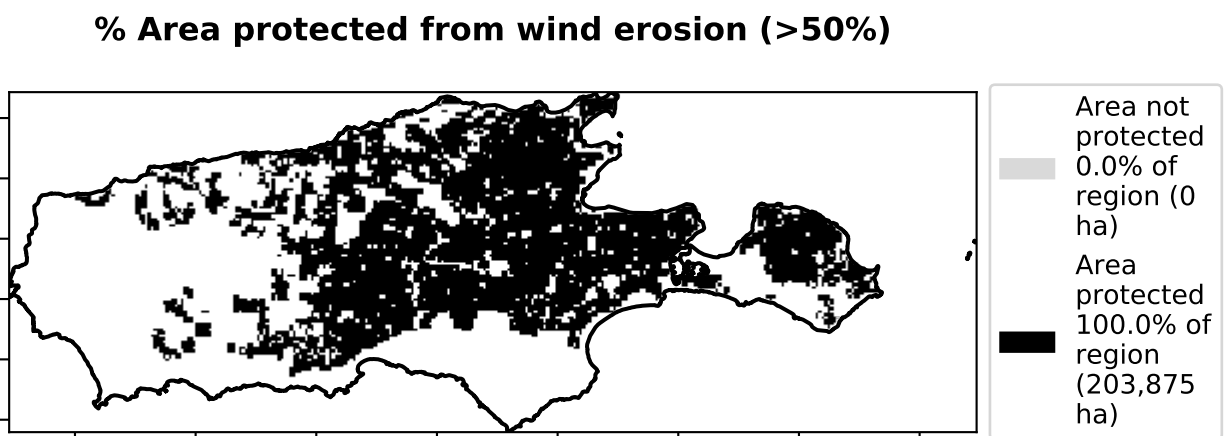 % Area protected from wind erosion (>50%)
Area not
protected
0.0% of
region (0
ha)
Area
protected
100.0% of
region
(203,875
ha)